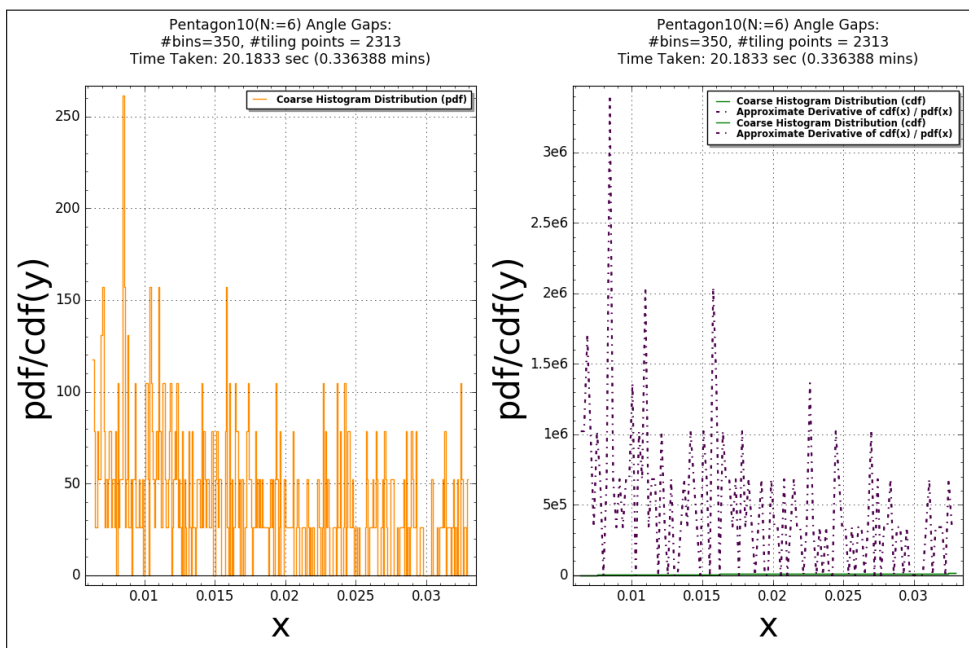 Pentagon10(N:=6) Angle Gaps:
#bins=350, #tiling points = 2313
Time Taken: 20.1833 sec (0.336388 mins)
Coarse Histogram Distribution (pdf)
250
200
150
100
50
0
0.01
0.015
0.02
0.025
0.03
pdf/cdf(y)
x
Pentagon10(N:=6) Angle Gaps:
#bins=350, #tiling points = 2313
Time Taken: 20.1833 sec (0.336388 mins)
Coarse Histogram Distribution (cdf)
Approximate Derivative of cdf(x) / pdf(x)
Coarse Histogram Distribution (cdf)
Approximate Derivative of cdf(x) / pdf(x)
3e6
2.5e6
2e6
1.5e6
1e6
5e5
0
0.01
0.015
0.02
0.025
0.03
pdf/cdf(y)
x